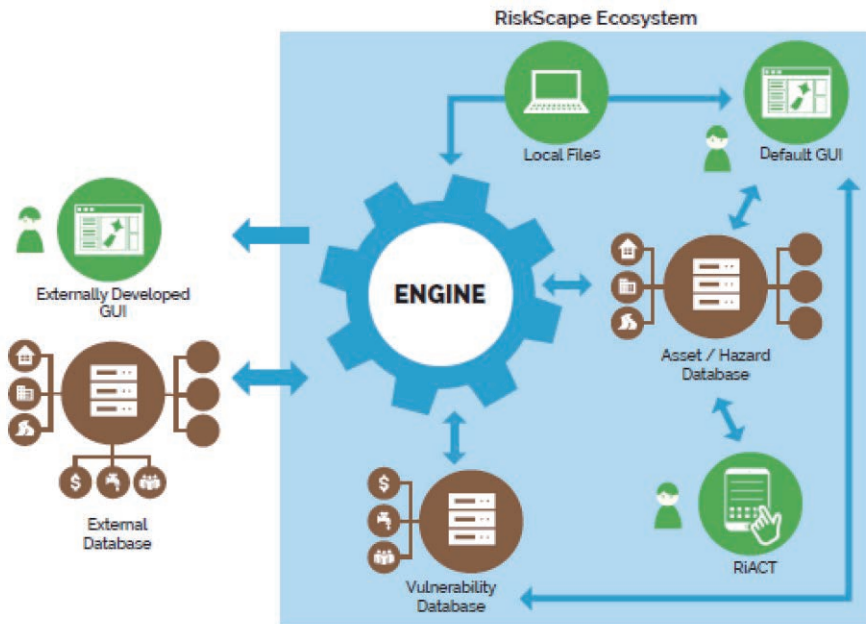 RiskScape Ecosystem
Local Files
Default GUI
Externally Developed
GUI
ENGINE
Asset / Hazard
Database
$
$
External
Database
Vulnerability
Database
RiACT